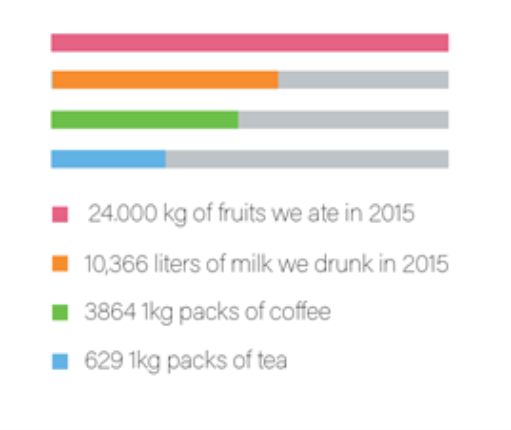 24.000 kg of fruits we ate in 2015
10,366 liters of milk we drunk in 2015
3864 1kg packs of coffee
629 1kg packs of tea